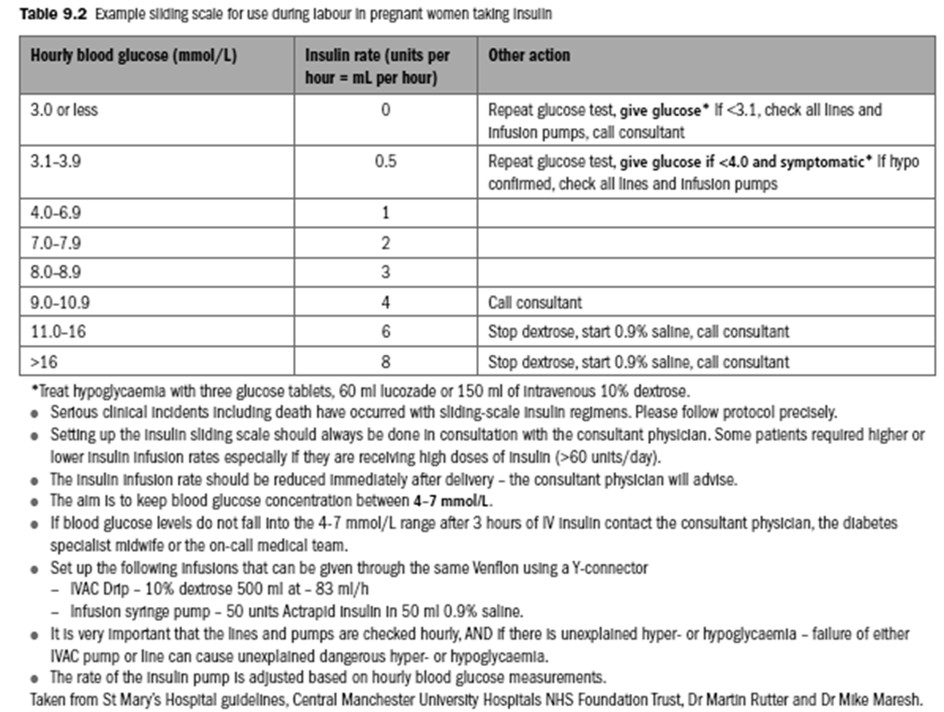 Table 9.2 Example sliding scale for use during labour in pregnant women taking insulin
Hourly blood glucose (mmol/L)
Insulin rate (units per
hour = mL per hour)
Other action
3.0 or less
0
Repeat glucose test, give glucose* If <3.1, check all lines and
infusion pumps, call consultant
3.1–3.9
0.5
Repeat glucose test, give glucose if <4.0 and symptomatic* If hypo
confirmed, check all lines and infusion pumps
4.0–6.9
1
7.0–7.9
2
8.0–8.9
3
9.0–10.9
4
Call consultant
11.0–16
6
Stop dextrose, start 0.9% saline, call consultant
>16
8
Stop dextrose, start 0.9% saline, call consultant
*Treat hypoglycaemia with three glucose tablets, 60 ml lucozade or 150 ml of intravenous 10% dextrose.
● Serious clinical incidents including death have occurred with sliding-scale insulin regimens. Please follow protocol precisely.
● Setting up the insulin sliding scale should always be done in consultation with the consultant physician. Some patients required higher or
lower insulin infusion rates especially if they are receiving high doses of insulin (>60 units/day).
● The insulin infusion rate should be reduced immediately after delivery – the consultant physician will advise.
● The aim is to keep blood glucose concentration between 4–7 mmol/L.
● If blood glucose levels do not fall into the 4-7 mmol/L range after 3 hours of IV insulin contact the consultant physician, the diabetes
specialist midwife or the on-call medical team.
● Set up the following infusions that can be given through the same Venflon using a Y-connector
– IVAC Drip – 10% dextrose 500 ml at – 83 ml/h
– Infusion syringe pump – 50 units Actrapid insulin in 50 ml 0.9% saline.
● It is very important that the lines and pumps are checked hourly, AND if there is unexplained hyper- or hypoglycaemia – failure of either
IVAC pump or line can cause unexplained dangerous hyper- or hypoglycaemia.
● The rate of the insulin pump is adjusted based on hourly blood glucose measurements.
Taken from St Mary's Hospital guidelines, Central Manchester University Hospitals NHS Foundation Trust, Dr Martin Rutter and Dr Mike Maresh.